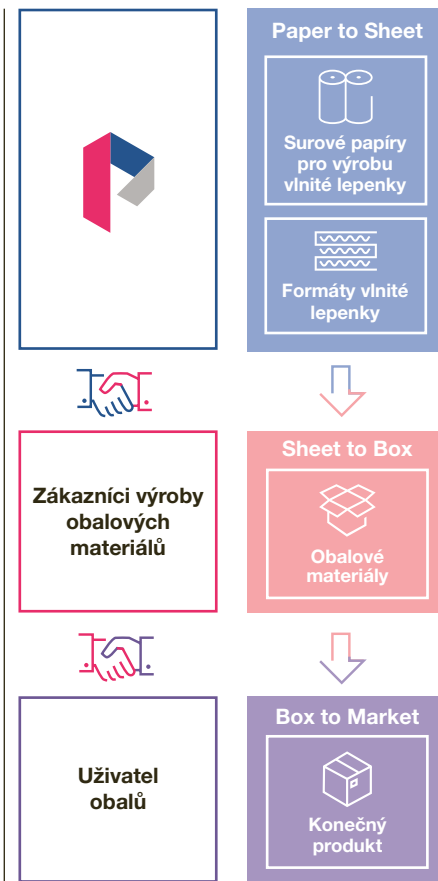 Paper to Sheet
Surové papíry
pro výrobu
vlnité lepenky
Formáty vlnité
lepenky
Zákazníci výroby
obalových
materiálů
Sheet to Box
Obalové
materiály
Uživatel
obalů
Box to Market
Konečný
produkt